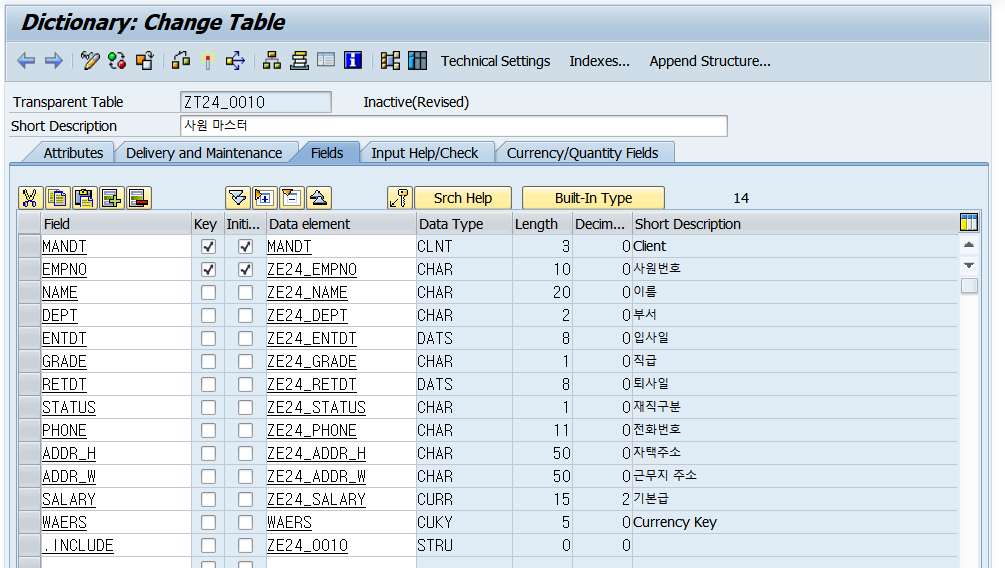 Dictionary: Change Table
Technical Settings Indexes... Append Structure...
Transparent Table ZT24_0010 Inactive(Revised)
Short Description 사원 마스터
Attributes Delivery and Maintenance Fields Input Help/Check Currency/Quantity Fields
Srch Help Built-In Type 14
Field Key Initi... Data element Data Type Length Decim... Short Description
MANDT MANDT CLNT 3 0 Client
EMPNO ZE24_EMPNO CHAR 10 0 사원번호
NAME ZE24_NAME CHAR 20 0 이름
DEPT ZE24_DEPT CHAR 2 0 부서
ENTDT ZE24_ENTDT DATS 8 0 입사일
GRADE ZE24_GRADE CHAR 1 0 직급
RETDT ZE24_RETDT DATS 8 0 퇴사일
STATUS ZE24_STATUS CHAR 1 0 재직구분
PHONE ZE24_PHONE CHAR 11 0 전화번호
ADDR_H ZE24_ADDR_H CHAR 50 0 자택주소
ADDR_W ZE24_ADDR_W CHAR 50 0 근무지 주소
SALARY ZE24_SALARY CURR 15 2 기본급
WAERS WAERS CUKY 5 0 Currency Key
.INCLUDE ZE24_0010 STRU 0 0